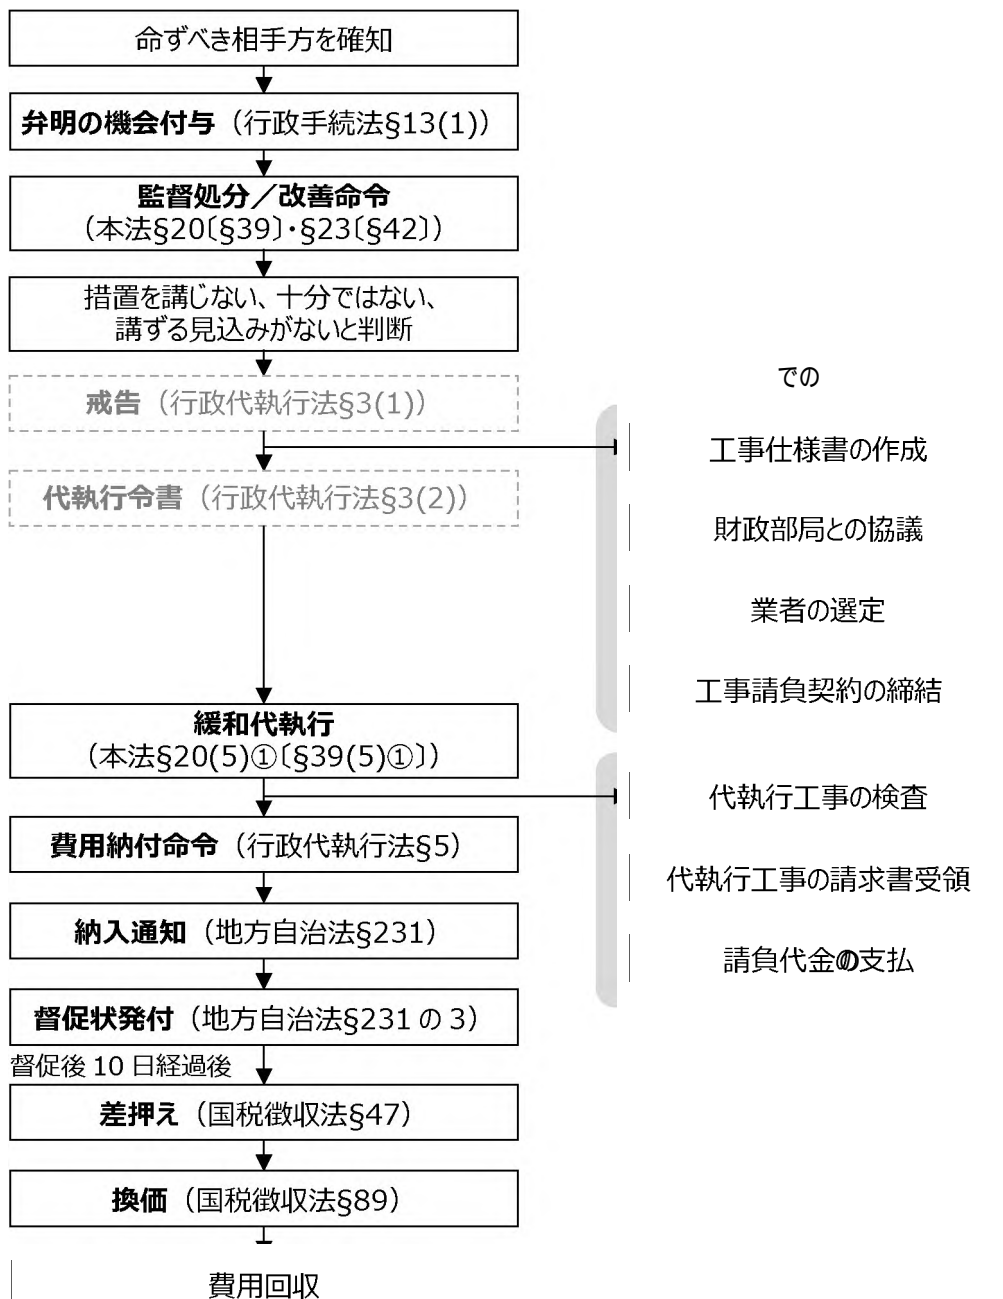 命ずべき相手方を確知
弁明の機会付与（行政手続法§13(1)）
監督処分／改善命令
（本法§20〔§39〕・§23〔§42〕）
措置を講じない、十分ではない、
講ずる見込みがないと判断
戒告（行政代執行法§3(1)）
代執行令書（行政代執行法§3(2)）
緩和代執行
（本法§20(5)①〔§39(5)①〕）
費用納付命令（行政代執行法§5）
納入通知（地方自治法§231）
督促状発付（地方自治法§231 の 3）
督促後 10 日経過後
差押え（国税徴収法§47）
換価（国税徴収法§89）
費用回収
での
工事仕様書の作成
財政部局との協議
業者の選定
工事請負契約の締結
代執行工事の検査
代執行工事の請求書受領
請負代金の支払